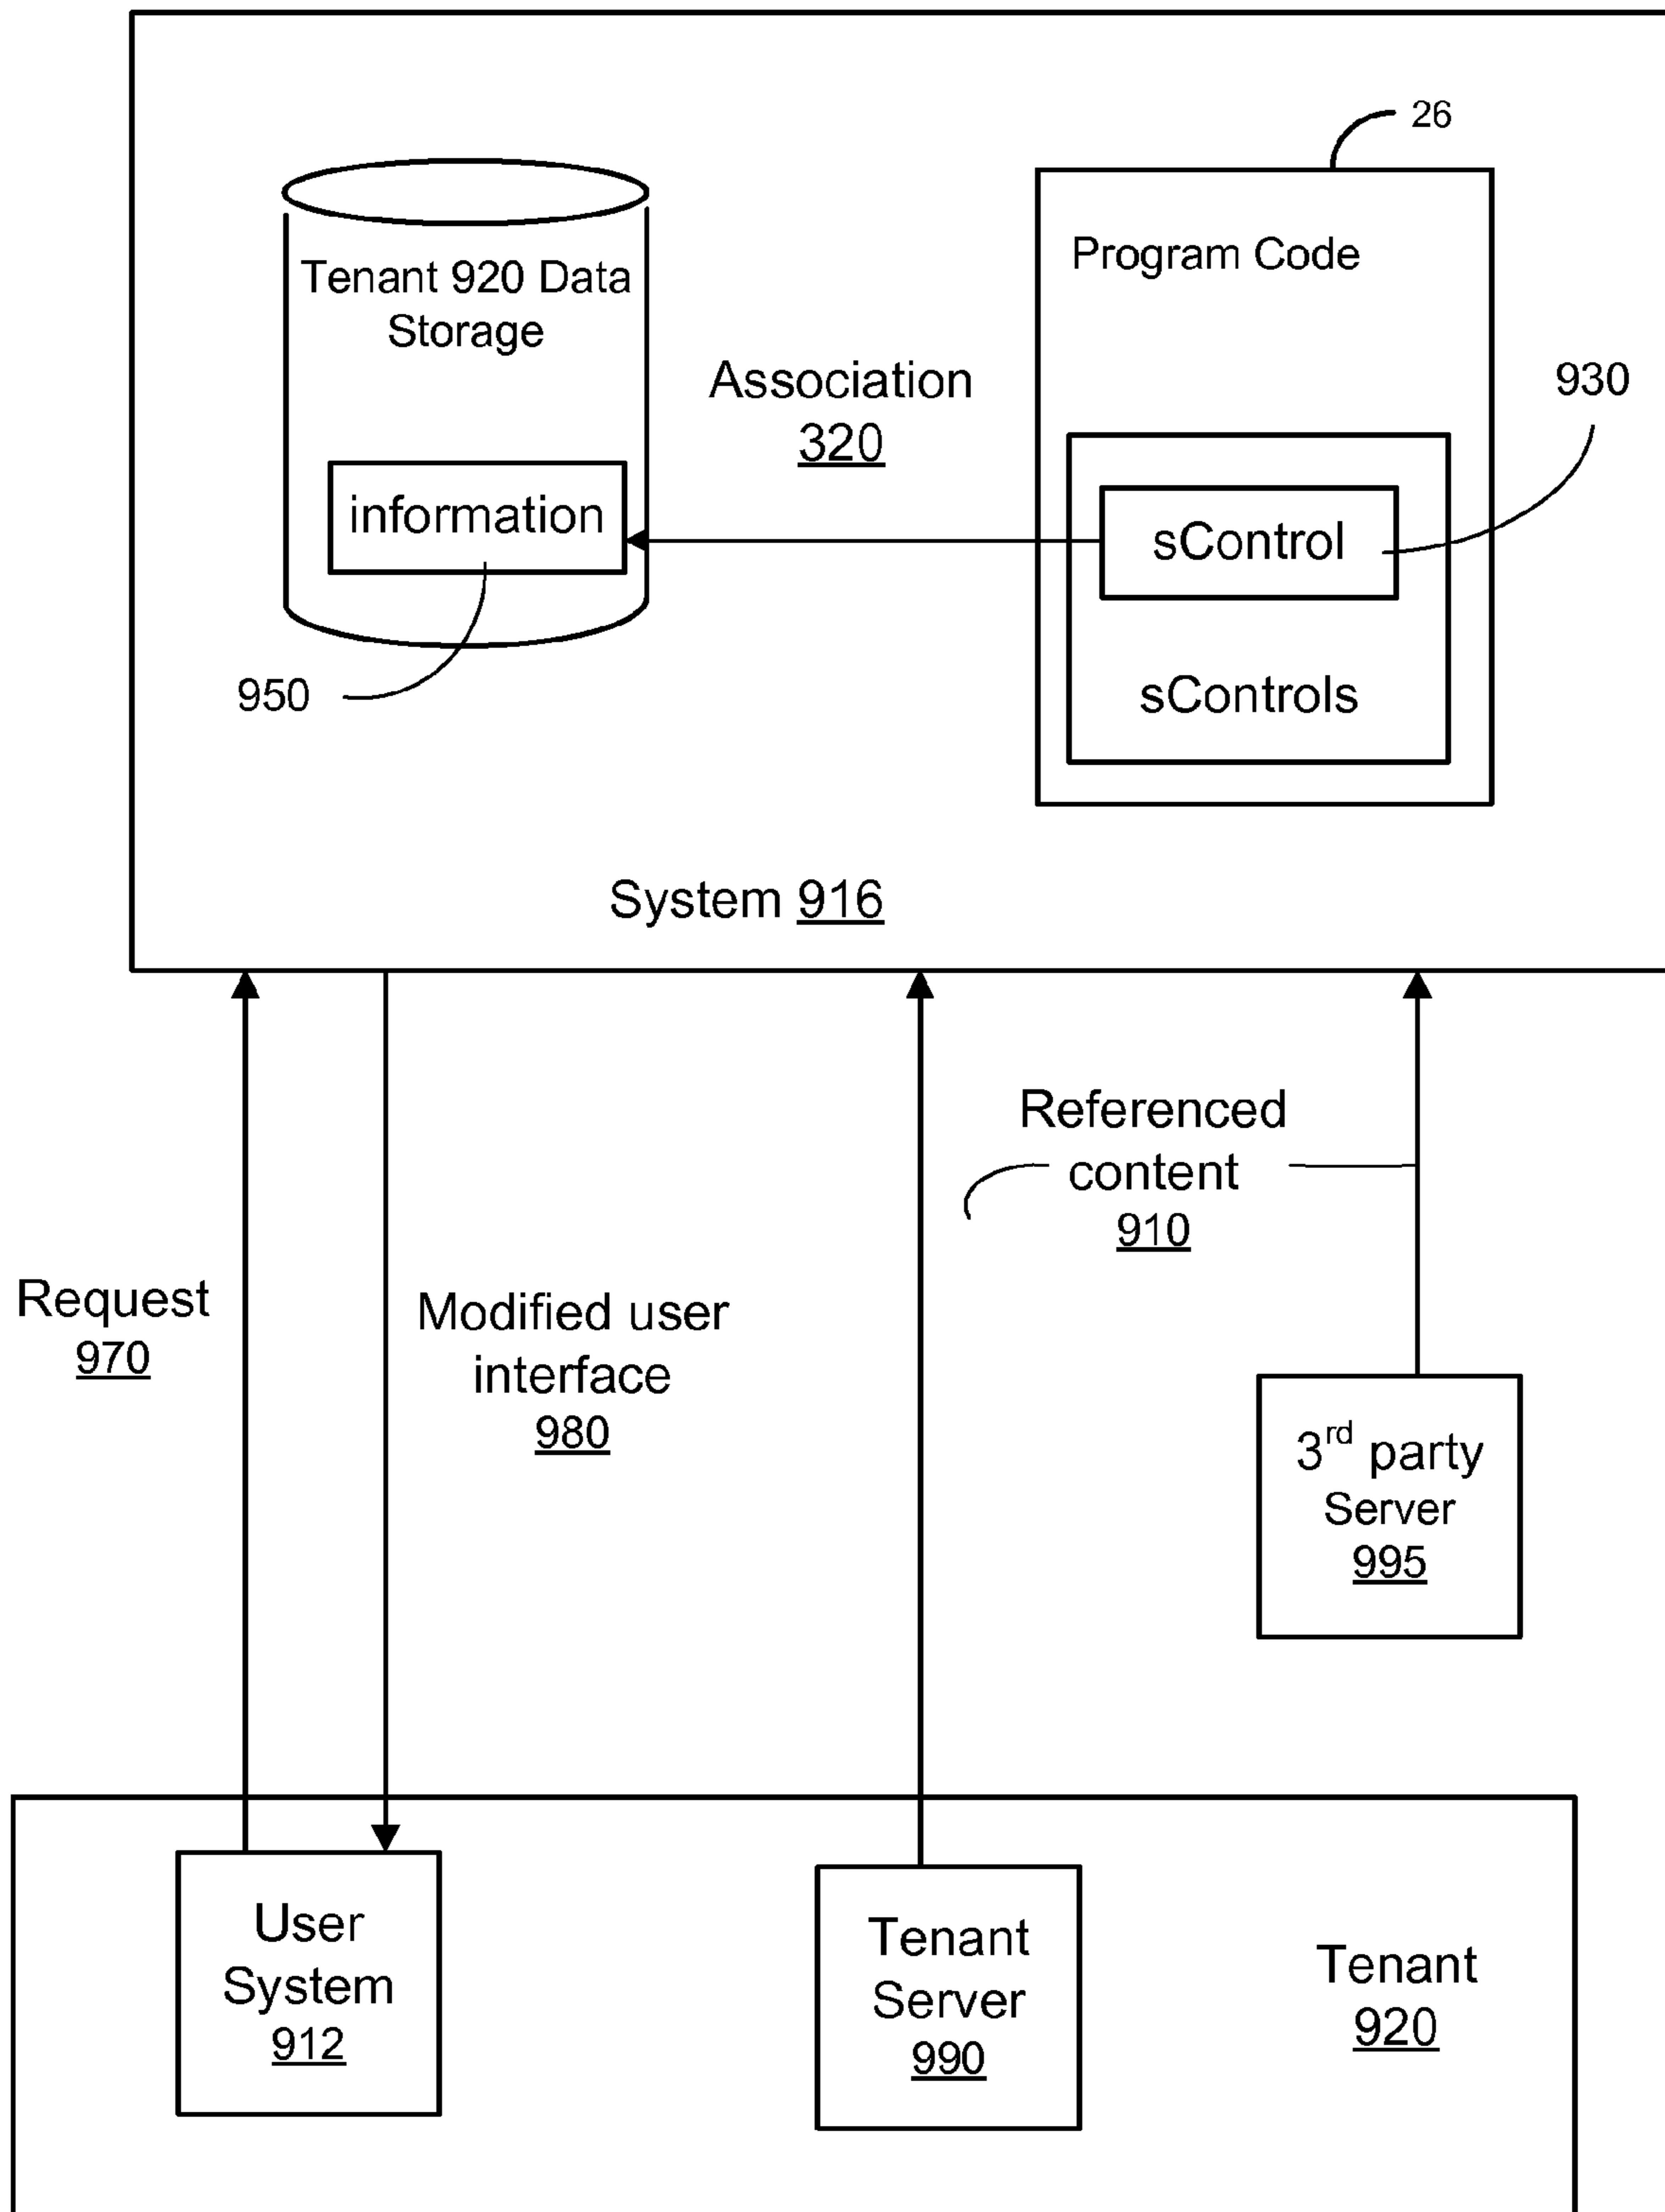 26
Program Code
Tenant 920 Data
Storage
Association
320
930
information
sControl
950
sControls
System 916
Referenced
content
910
Request
970
Modified user
interface
980
3rd party
Server
995
User
System
912
Tenant
Server
990
Tenant
920